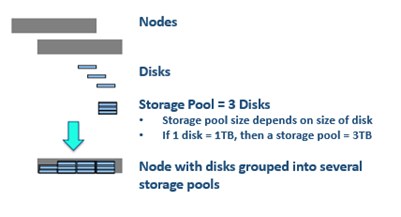 Nodes
Disks
Storage Pool = 3 Disks
• Storage pool size depends on size of disk
• If 1 disk = 1TB, then a storage pool = 3TB
Node with disks grouped into several
storage pools